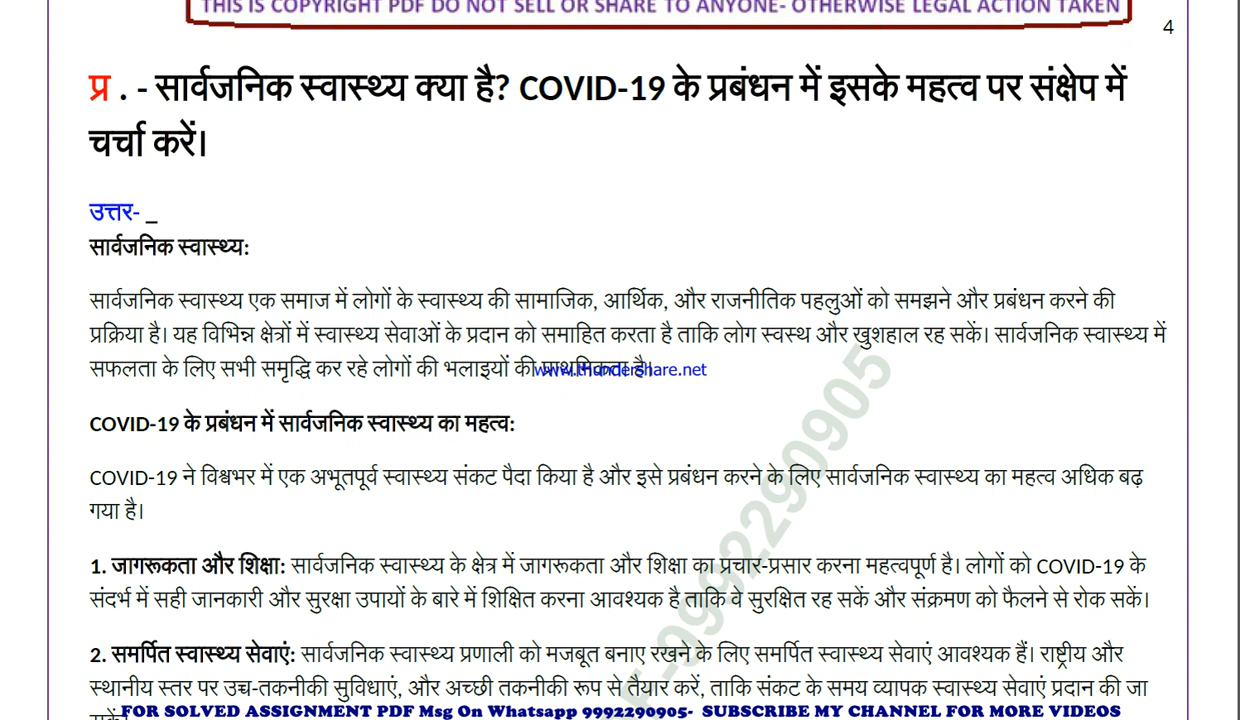 THIS IS COPYRIGHT PDF DO NOT SELL OR SHARE TO ANYONE- OTHERWISE LEGAL ACTION TAKEN
4
प्र . - सार्वजनिक स्वास्थ्य क्या है? COVID-19 के प्रबंधन में इसके महत्व पर संक्षेप में
चर्चा करें।
उत्तर- _
सार्वजनिक स्वास्थ्य:
सार्वजनिक स्वास्थ्य एक समाज में लोगों के स्वास्थ्य की सामाजिक, आर्थिक, और राजनीतिक पहलुओं को समझने और प्रबंधन करने की
प्रक्रिया है। यह विभिन्न क्षेत्रों में स्वास्थ्य सेवाओं के प्रदान को समाहित करता है ताकि लोग स्वस्थ और खुशहाल रह सकें। सार्वजनिक स्वास्थ्य में
सफलता के लिए सभी समृद्धि कर रहे लोगों की भलाइयों की प्राथमिकता है।
www.thundershare.net
COVID-19 के प्रबंधन में सार्वजनिक स्वास्थ्य का महत्व:
COVID-19 ने विश्वभर में एक अभूतपूर्व स्वास्थ्य संकट पैदा किया है और इसे प्रबंधन करने के लिए सार्वजनिक स्वास्थ्य का महत्व अधिक बढ़
गया है।
1. जागरूकता और शिक्षा: सार्वजनिक स्वास्थ्य के क्षेत्र में जागरूकता और शिक्षा का प्रचार-प्रसार करना महत्वपूर्ण है। लोगों को COVID-19 के
संदर्भ में सही जानकारी और सुरक्षा उपायों के बारे में शिक्षित करना आवश्यक है ताकि वे सुरक्षित रह सकें और संक्रमण को फैलने से रोक सकें।
2. समर्पित स्वास्थ्य सेवाएं: सार्वजनिक स्वास्थ्य प्रणाली को मजबूत बनाए रखने के लिए समर्पित स्वास्थ्य सेवाएं आवश्यक हैं। राष्ट्रीय और
स्थानीय स्तर पर उच्च-तकनीकी सुविधाएं, और अच्छी तकनीकी रूप से तैयार करें, ताकि संकट के समय व्यापक स्वास्थ्य सेवाएं प्रदान की जा
FOR SOLVED ASSIGNMENT PDF Msg On Whatsapp 9992290905- SUBSCRIBE MY CHANNEL FOR MORE VIDEOS
-9992290905